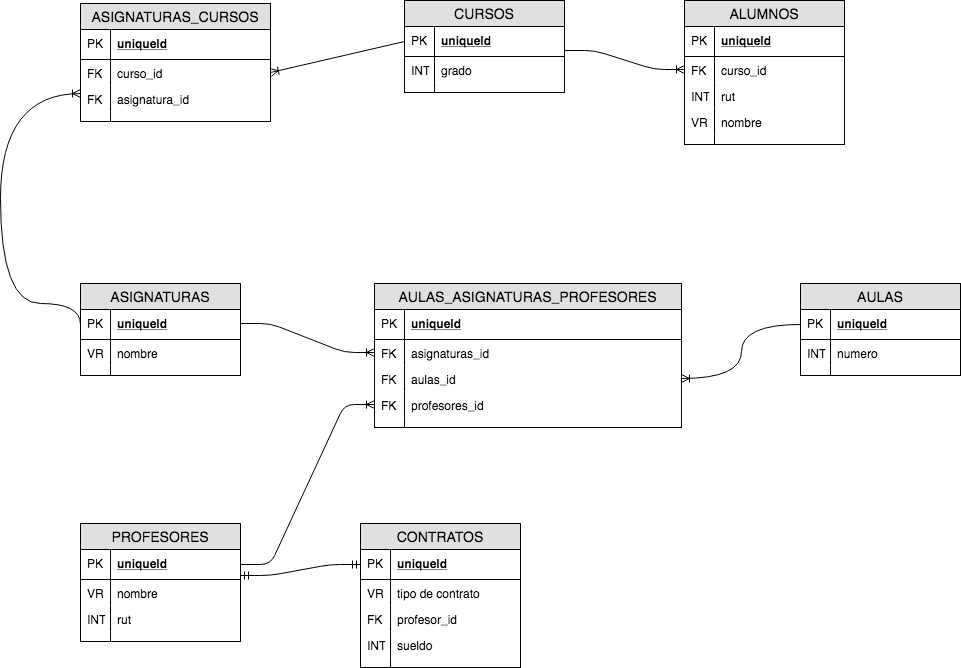 ASIGNATURAS_CURSOS
PK uniqueId
FK curso_id
FK asignatura_id
CURSOS
PK uniqueId
INT grado
ALUMNOS
PK uniqueId
FK curso_id
INT rut
VR nombre
ASIGNATURAS
PK uniqueId
VR nombre
AULAS_ASIGNATURAS_PROFESORES
PK uniqueId
FK asignaturas_id
FK aulas_id
FK profesores_id
AULAS
PK uniqueId
INT numero
PROFESORES
PK uniqueId
VR nombre
INT rut
CONTRATOS
PK uniqueId
VR tipo de contrato
FK profesor_id
INT sueldo